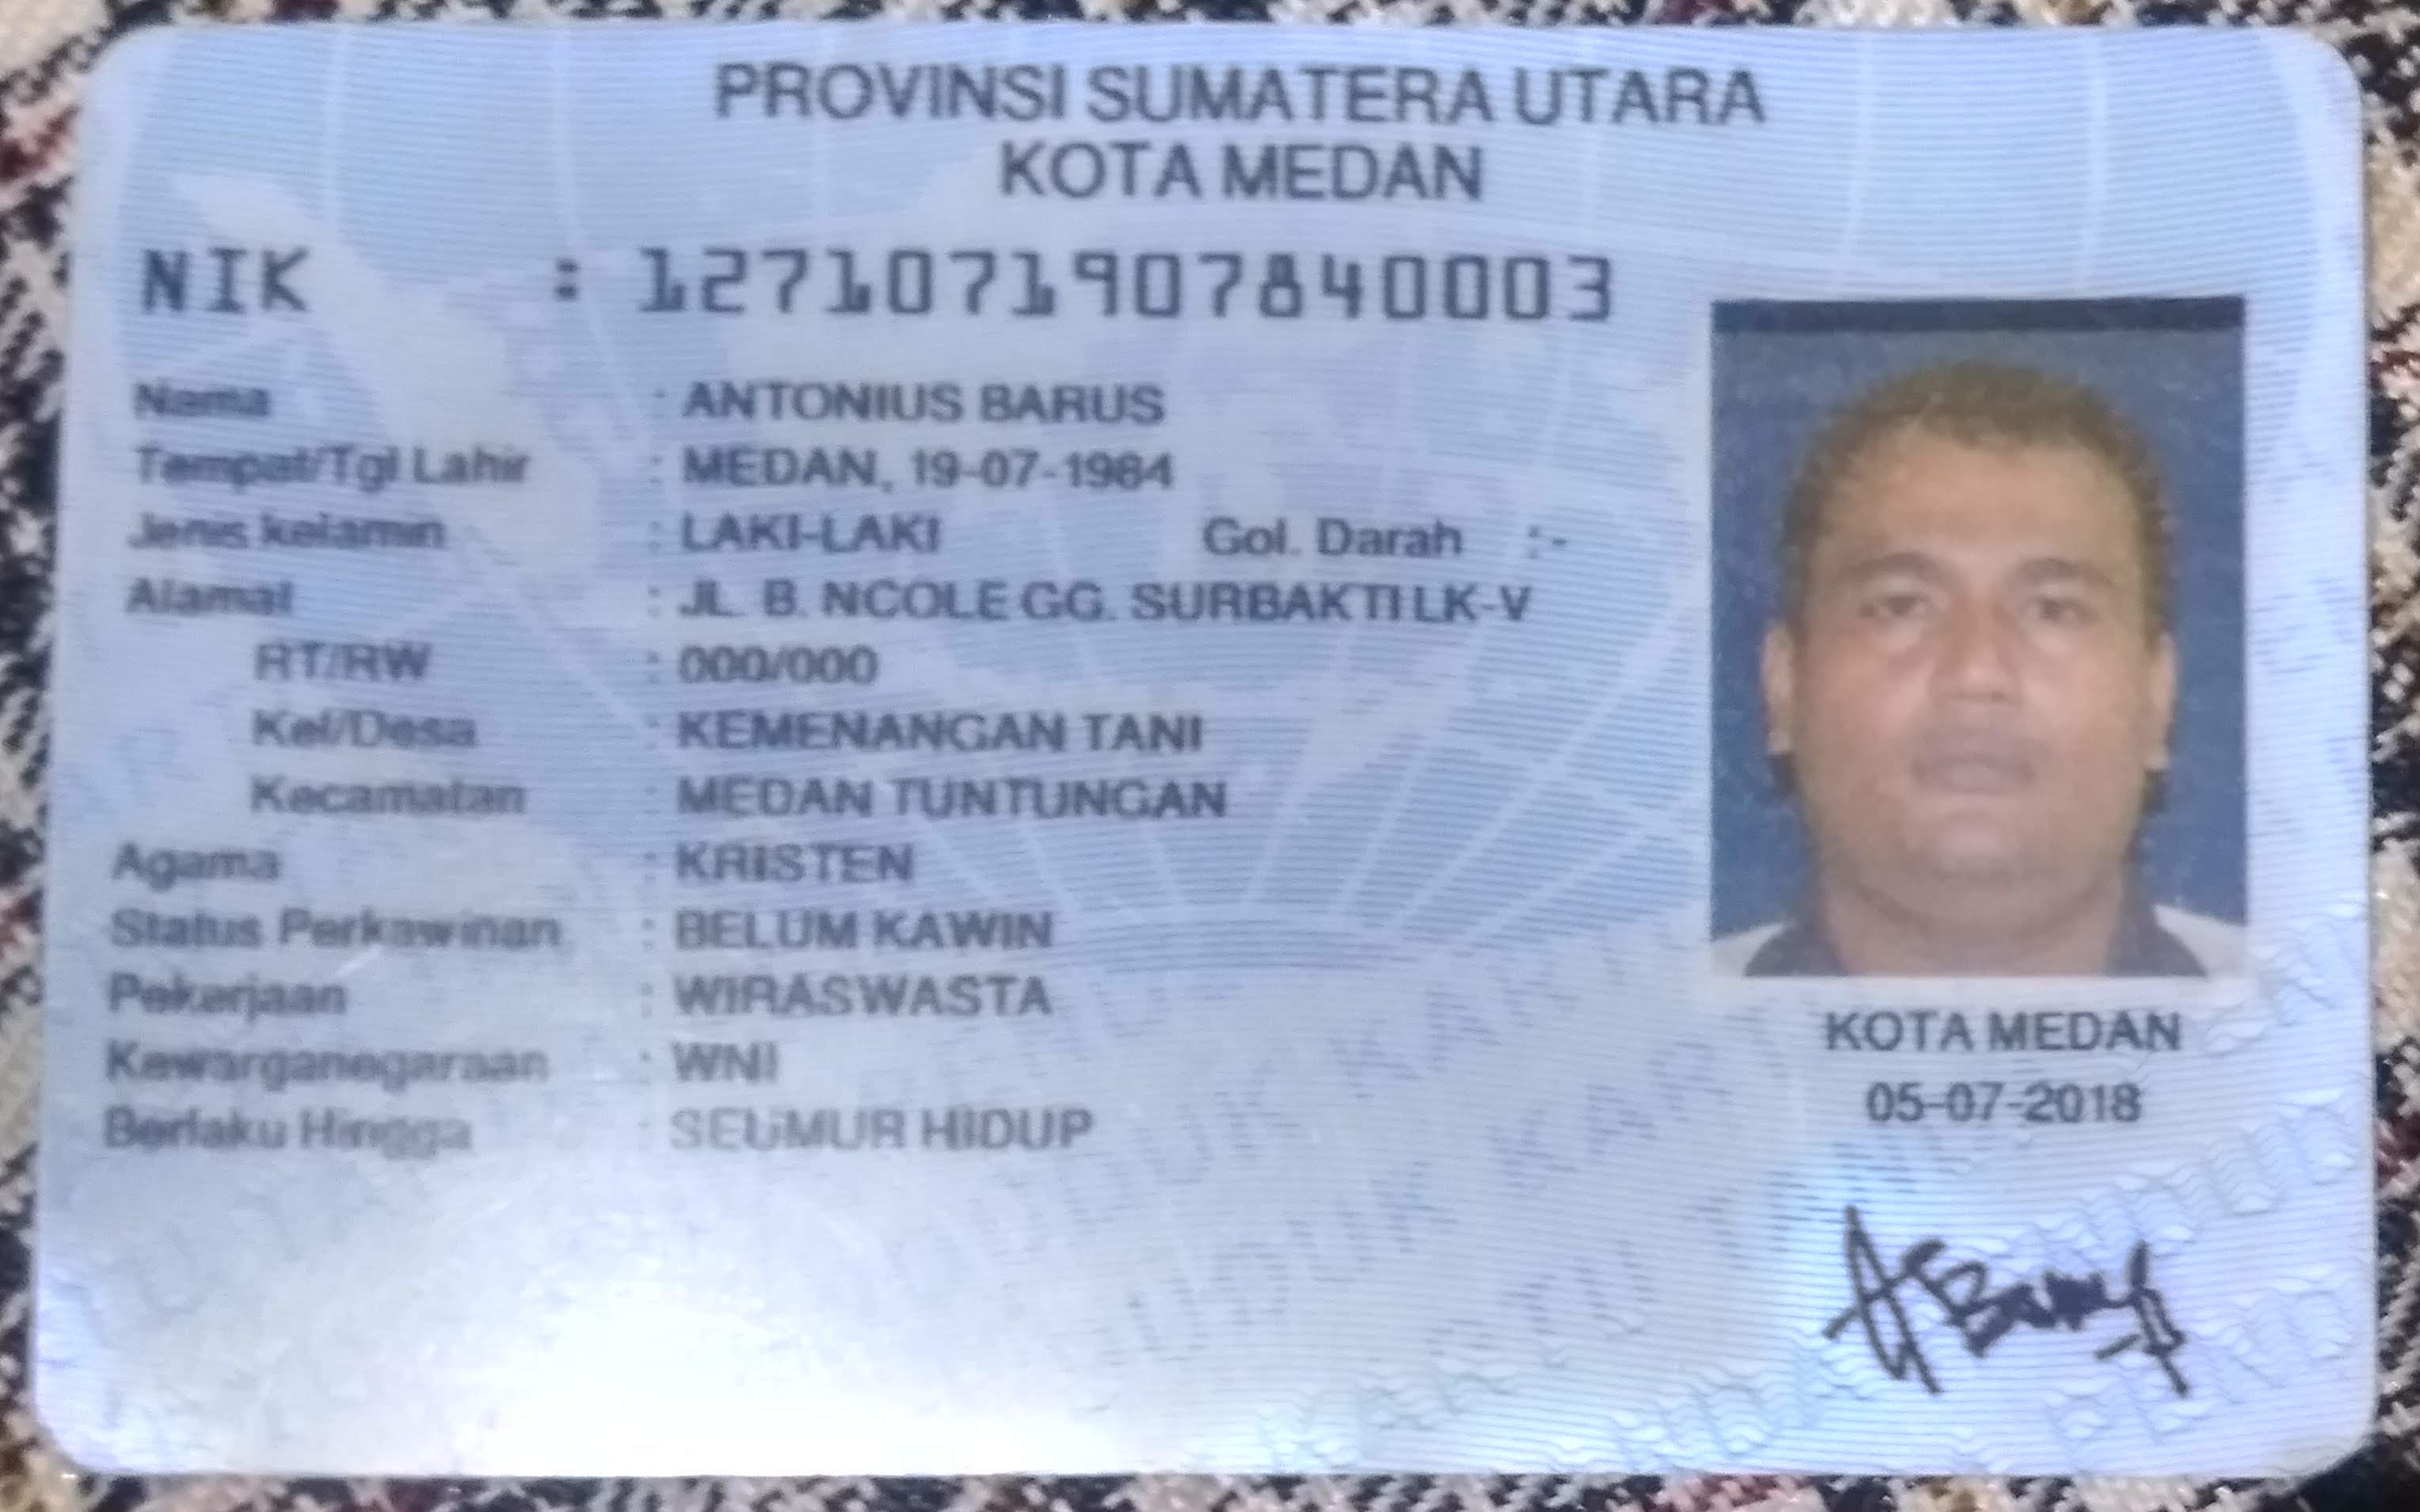 PROVINSI SUMATERA UTARA
KOTA MEDAN
NIK : 1271071907840003
Nama : ANTONIUS BARUS
Tempat/Tgl Lahir : MEDAN, 19-07-1984
Jenis kelamin : LAKI-LAKI Gol. Darah :-
Alamat : JL. B. NCOLE GG. SURBAKTI LK-V
RT/RW : 000/000
Kel/Desa : KEMENANGAN TANI
Kecamatan : MEDAN TUNTUNGAN
Agama : KRISTEN
Status Perkawinan : BELUM KAWIN
Pekerjaan : WIRASWASTA
Kewarganegaraan : WNI
Berlaku Hingga : SEUMUR HIDUP
KOTA MEDAN
05-07-2018